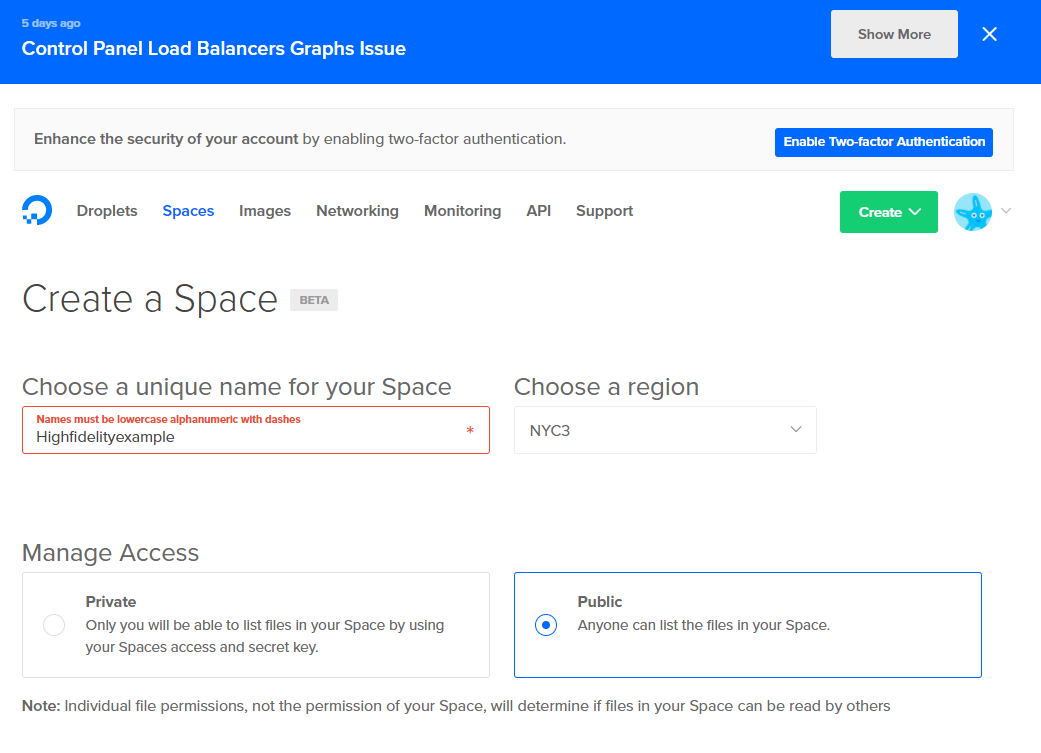 5 days ago
Control Panel Load Balancers Graphs Issue
Show More
Enhance the security of your account by enabling two-factor authentication.
Enable Two-factor Authentication
Droplets Spaces Images Networking Monitoring API Support
Create
Create a Space BETA
Choose a unique name for your Space
Names must be lowercase alphanumeric with dashes
Highfidelityexample *
Choose a region
NYC3
Manage Access
Private
Only you will be able to list files in your Space by using
your Spaces access and secret key.
Public
Anyone can list the files in your Space.
Note: Individual file permissions, not the permission of your Space, will determine if files in your Space can be read by others